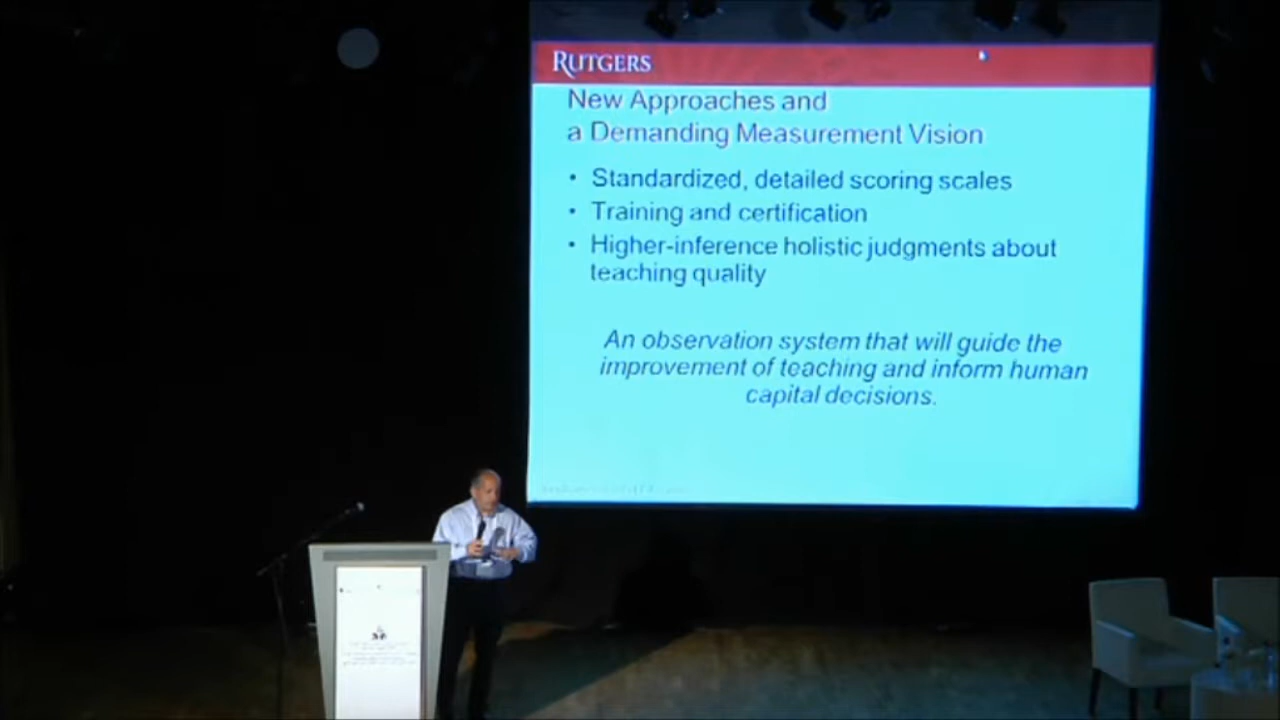 RUTGERS
New Approaches and
a Demanding Measurement Vision
• Standardized, detailed scoring scales
• Training and certification
• Higher-inference holistic judgments about
teaching quality
An observation system that will guide the
improvement of teaching and inform human
capital decisions.